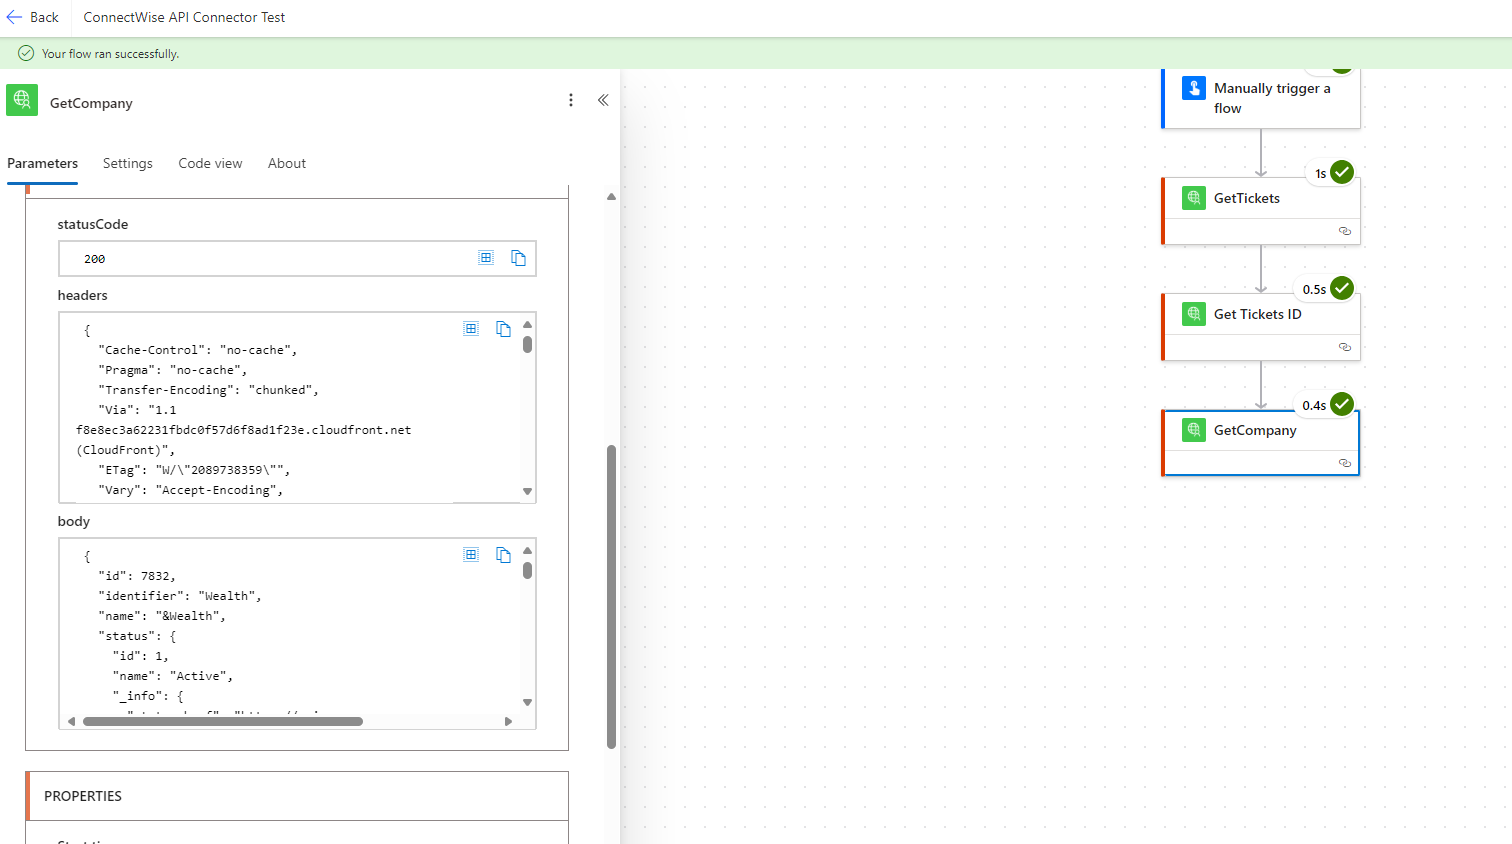 Back
ConnectWise API Connector Test
Your flow ran successfully.
GetCompany
Parameters
Settings
Code view
About
statusCode
200
headers
{
"Cache-Control": "no-cache",
"Pragma": "no-cache",
"Transfer-Encoding": "chunked",
"Via": "1.1
f8e8ec3a62231fbdc0f57d6f8ad1f23e.cloudfront.net
(CloudFront)",
"ETag": "W/\"2089738359\"",
"Vary": "Accept-Encoding",
body
{
"id": 7832,
"identifier": "Wealth",
"name": "&Wealth",
"status": {
"id": 1,
"name": "Active",
"_info": {
PROPERTIES
Manually trigger a
flow
1s
GetTickets
0.5s
Get Tickets ID
0.4s
GetCompany